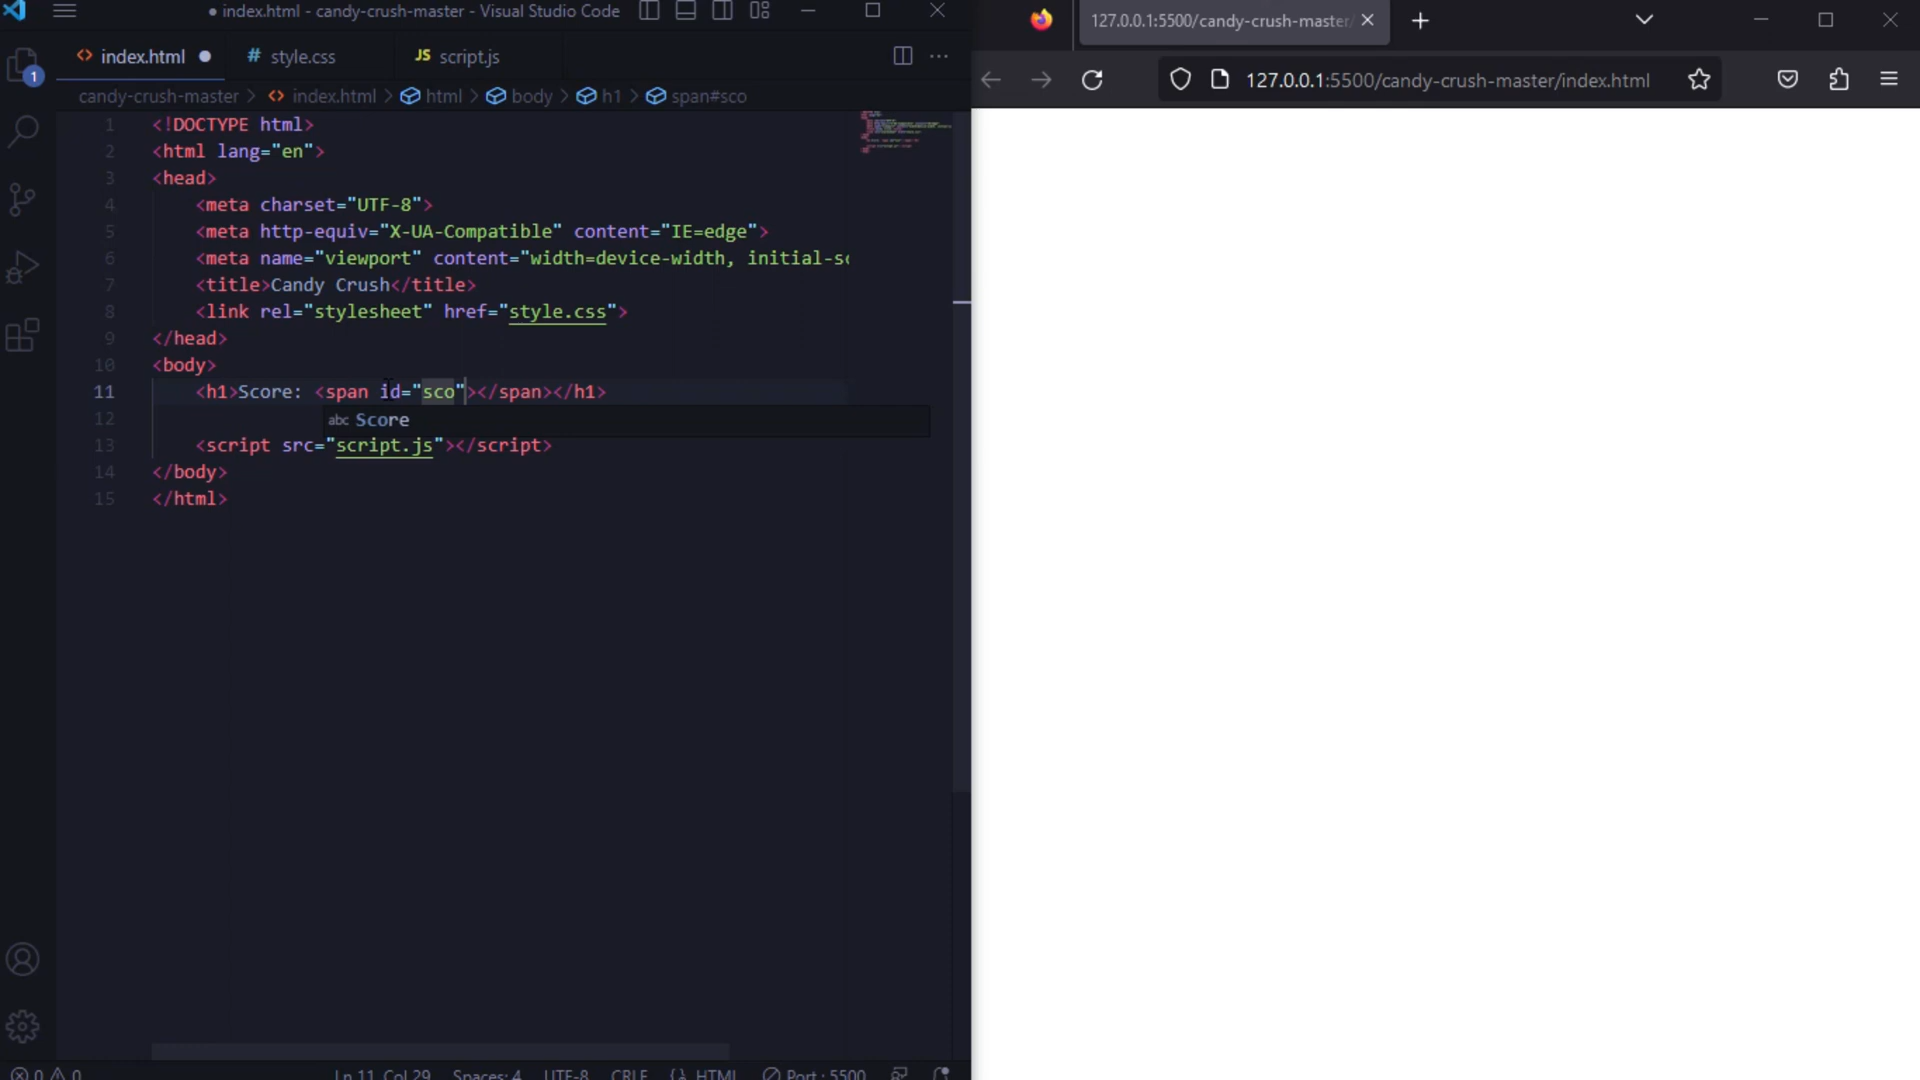 index.html - candy-crush-master - Visual Studio Code
index.html
# style.css
JS script.js
candy-crush-master > index.html > html > body > h1 > span#sco
1 <!DOCTYPE html>
2 <html lang="en">
3 <head>
4 <meta charset="UTF-8">
5 <meta http-equiv="X-UA-Compatible" content="IE=edge">
6 <meta name="viewport" content="width=device-width, initial-sc
7 <title>Candy Crush</title>
8 <link rel="stylesheet" href="style.css">
9 </head>
10 <body>
11 <h1>Score: <span id="sco"></span></h1>
12
abc Score
13 <script src="script.js"></script>
14 </body>
15 </html>
1
0 0
Ln 11, Col 29 Spaces: 4 UTF-8 CRLF {} HTML Port : 5500
127.0.0.1:5500/candy-crush-master/
127.0.0.1:5500/candy-crush-master/index.html